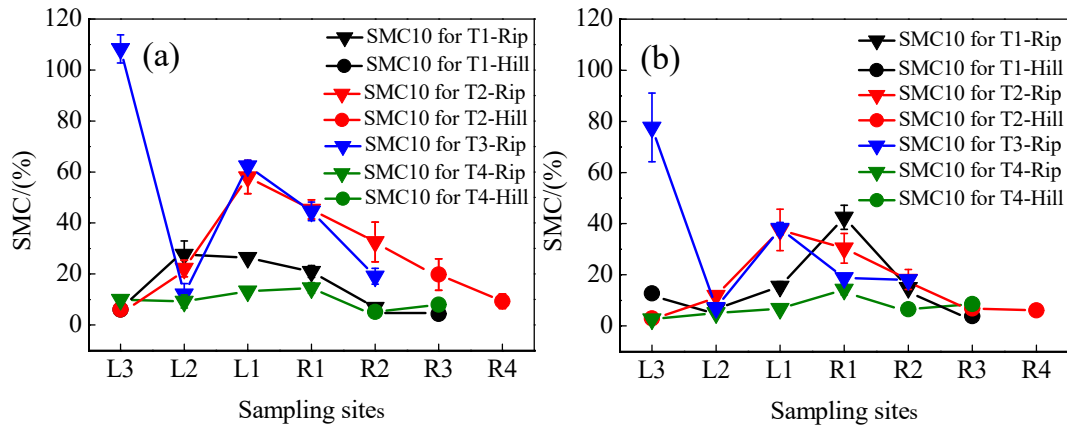 (a)
SMC/(%)
120
100
80
60
40
20
0
L3 L2 L1 R1 R2 R3 R4
Sampling sites
SMC10 for T1-Rip
SMC10 for T1-Hill
SMC10 for T2-Rip
SMC10 for T2-Hill
SMC10 for T3-Rip
SMC10 for T4-Rip
SMC10 for T4-Hill
(b)
SMC/(%)
120
100
80
60
40
20
0
L3 L2 L1 R1 R2 R3 R4
Sampling sites
SMC10 for T1-Rip
SMC10 for T1-Hill
SMC10 for T2-Rip
SMC10 for T2-Hill
SMC10 for T3-Rip
SMC10 for T4-Rip
SMC10 for T4-Hill